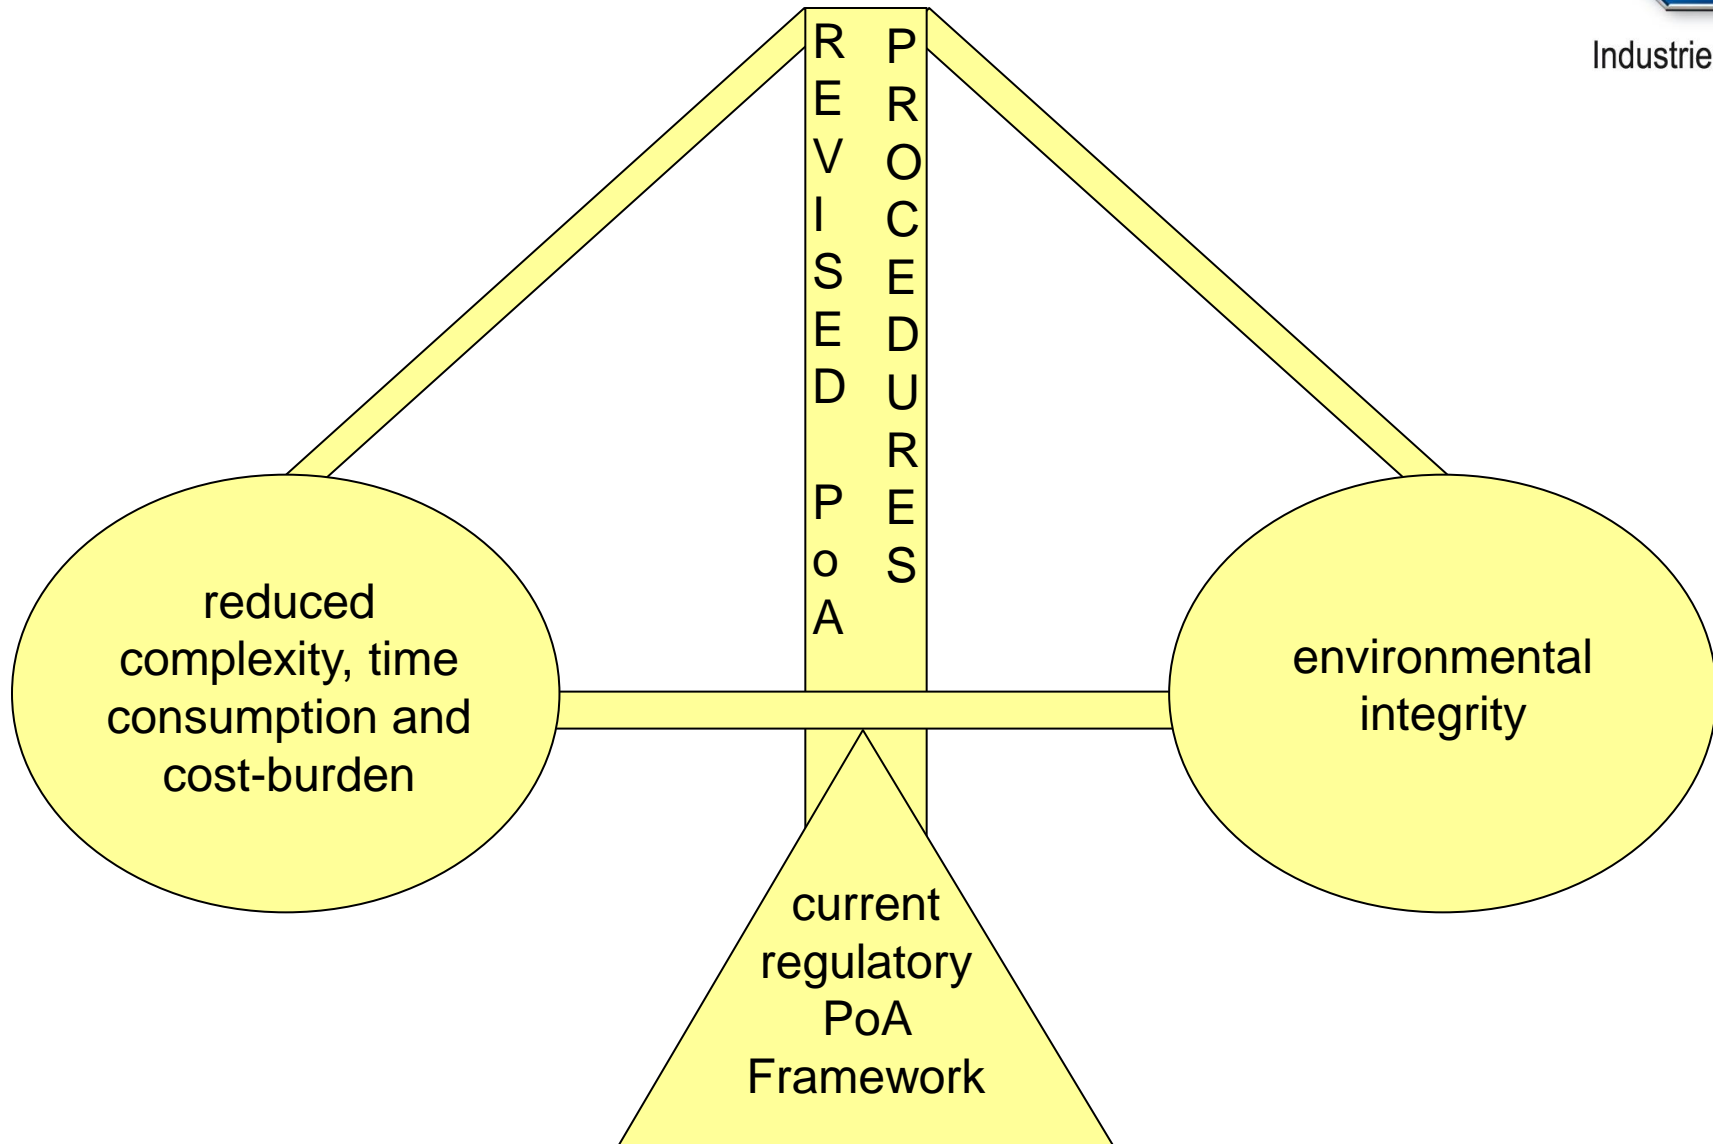 REVISED PoA
PROCEDURES
Industrie
reduced
complexity, time
consumption and
cost-burden
environmental
integrity
current
regulatory
PoA
Framework